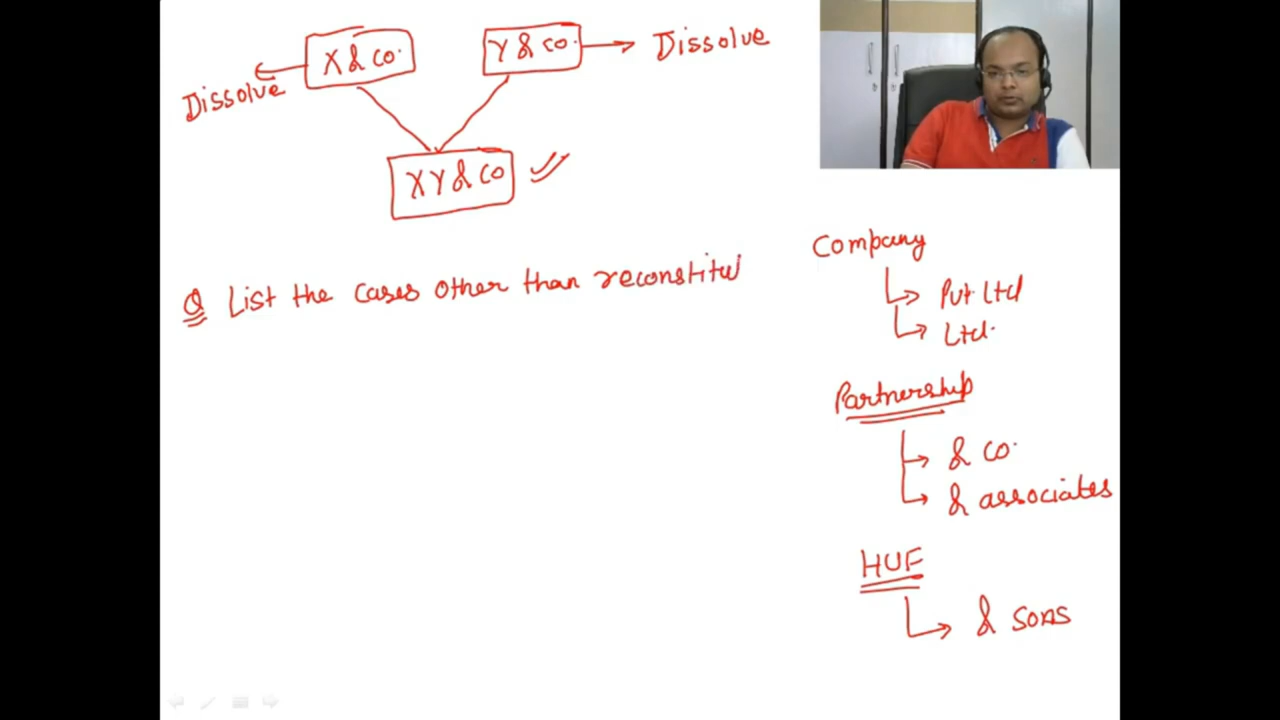 X & Co.
Y & Co.
Dissolve
Dissolve
XY & Co
Q List the cases other than reconstitu
Company
Pvt Ltd
Ltd.
Partnership
& Co.
& associates
HUF
& sons